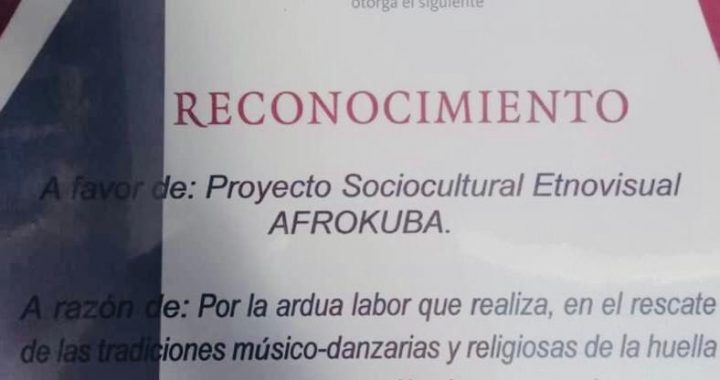 otorga el siguiente
RECONOCIMIENTO
A favor de: Proyecto Sociocultural Etnovisual
AFROKUBA.
A razón de: Por la ardua labor que realiza, en el rescate
de las tradiciones músico-danzarias y religiosas de la huella